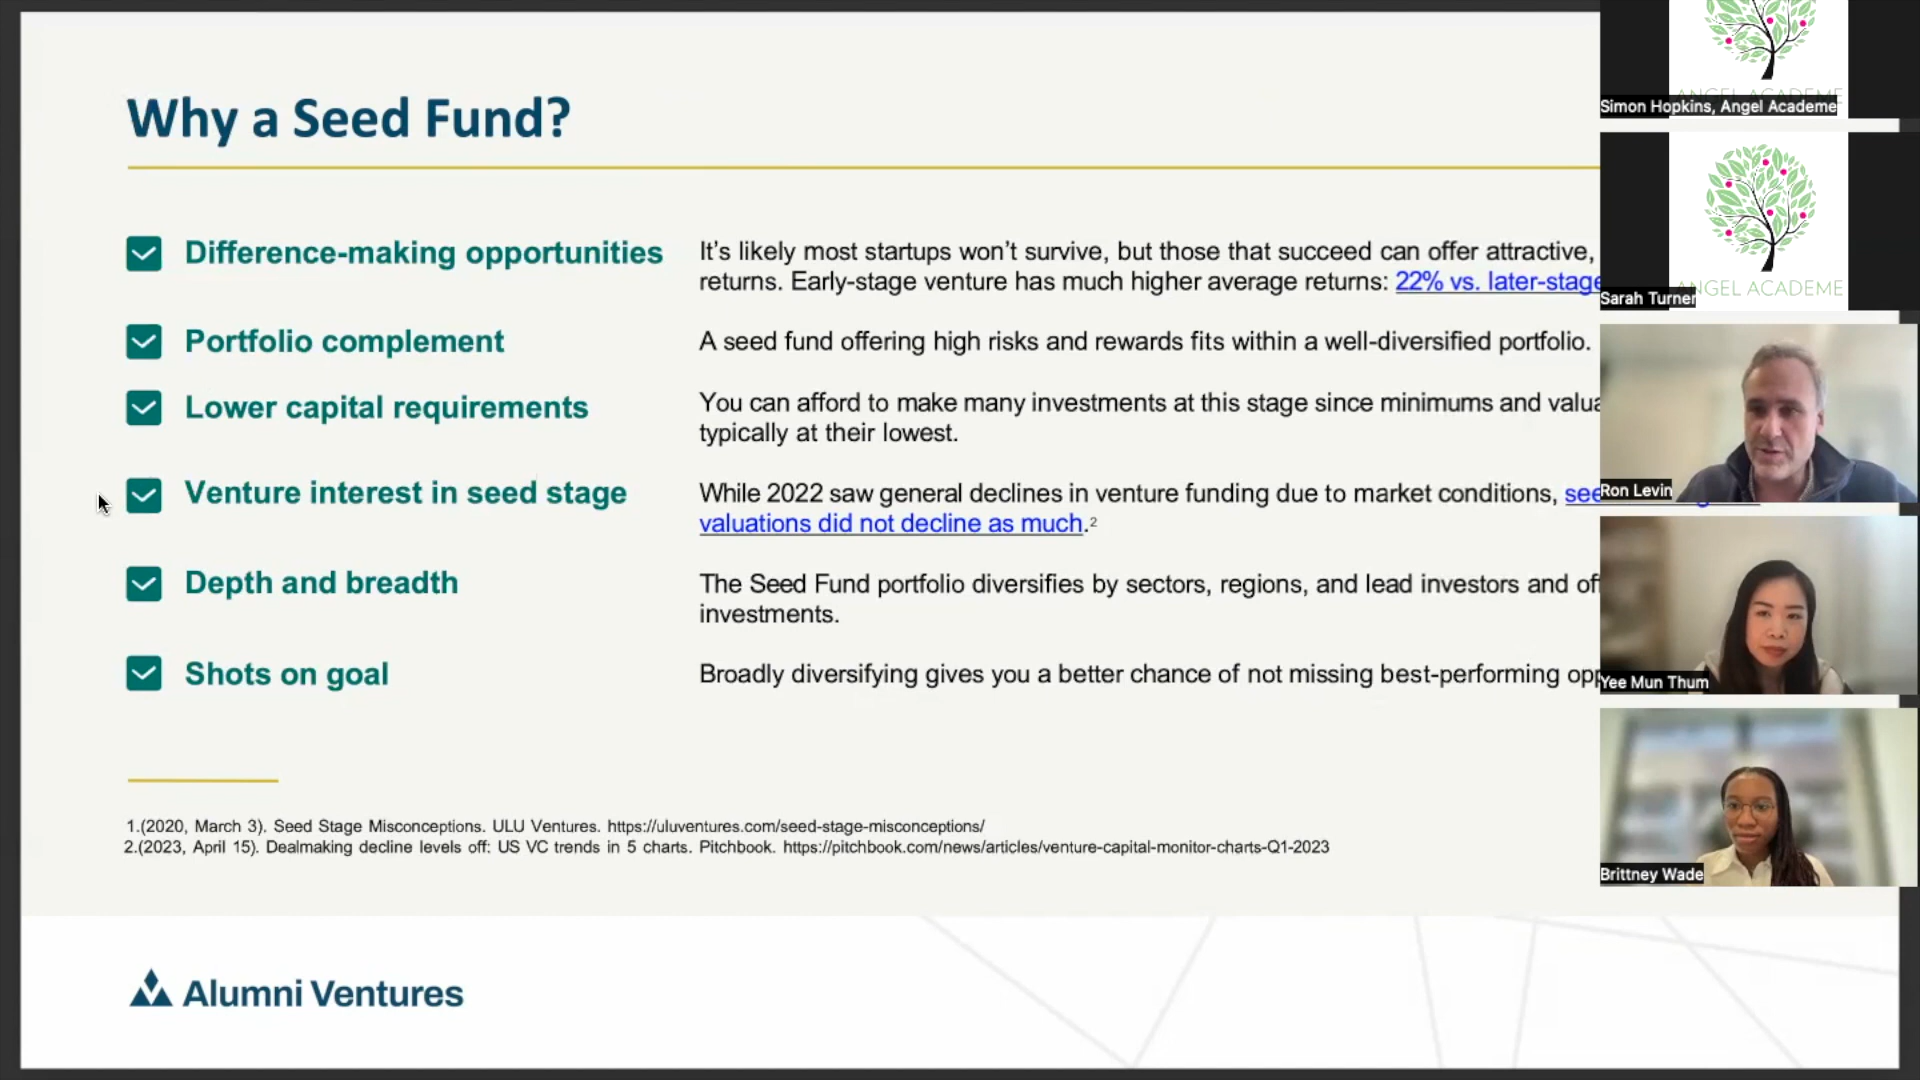 Why a Seed Fund?
Difference-making opportunities
It's likely most startups won't survive, but those that succeed can offer attractive,
returns. Early-stage venture has much higher average returns: 22% vs. later-stage
Portfolio complement
A seed fund offering high risks and rewards fits within a well-diversified portfolio.
Lower capital requirements
You can afford to make many investments at this stage since minimums and
typically at their lowest.
Venture interest in seed stage
While 2022 saw general declines in venture funding due to market conditions,
valuations did not decline as much.²
Depth and breadth
The Seed Fund portfolio diversifies by sectors, regions, and lead investors and
investments.
Shots on goal
Broadly diversifying gives you a better chance of not missing best-performing
1.(2020, March 3). Seed Stage Misconceptions. ULU Ventures. https://uluventures.com/seed-stage-misconceptions/
2.(2023, April 15). Dealmaking decline levels off: US VC trends in 5 charts. Pitchbook. https://pitchbook.com/news/articles/venture-capital-monitor-charts-Q1-2023
Alumni Ventures
Simon Hopkins, Angel Academe
ANGEL ACADEME
Sarah Turner
Ron Levin
Yee Mun Thum
Brittney Wade